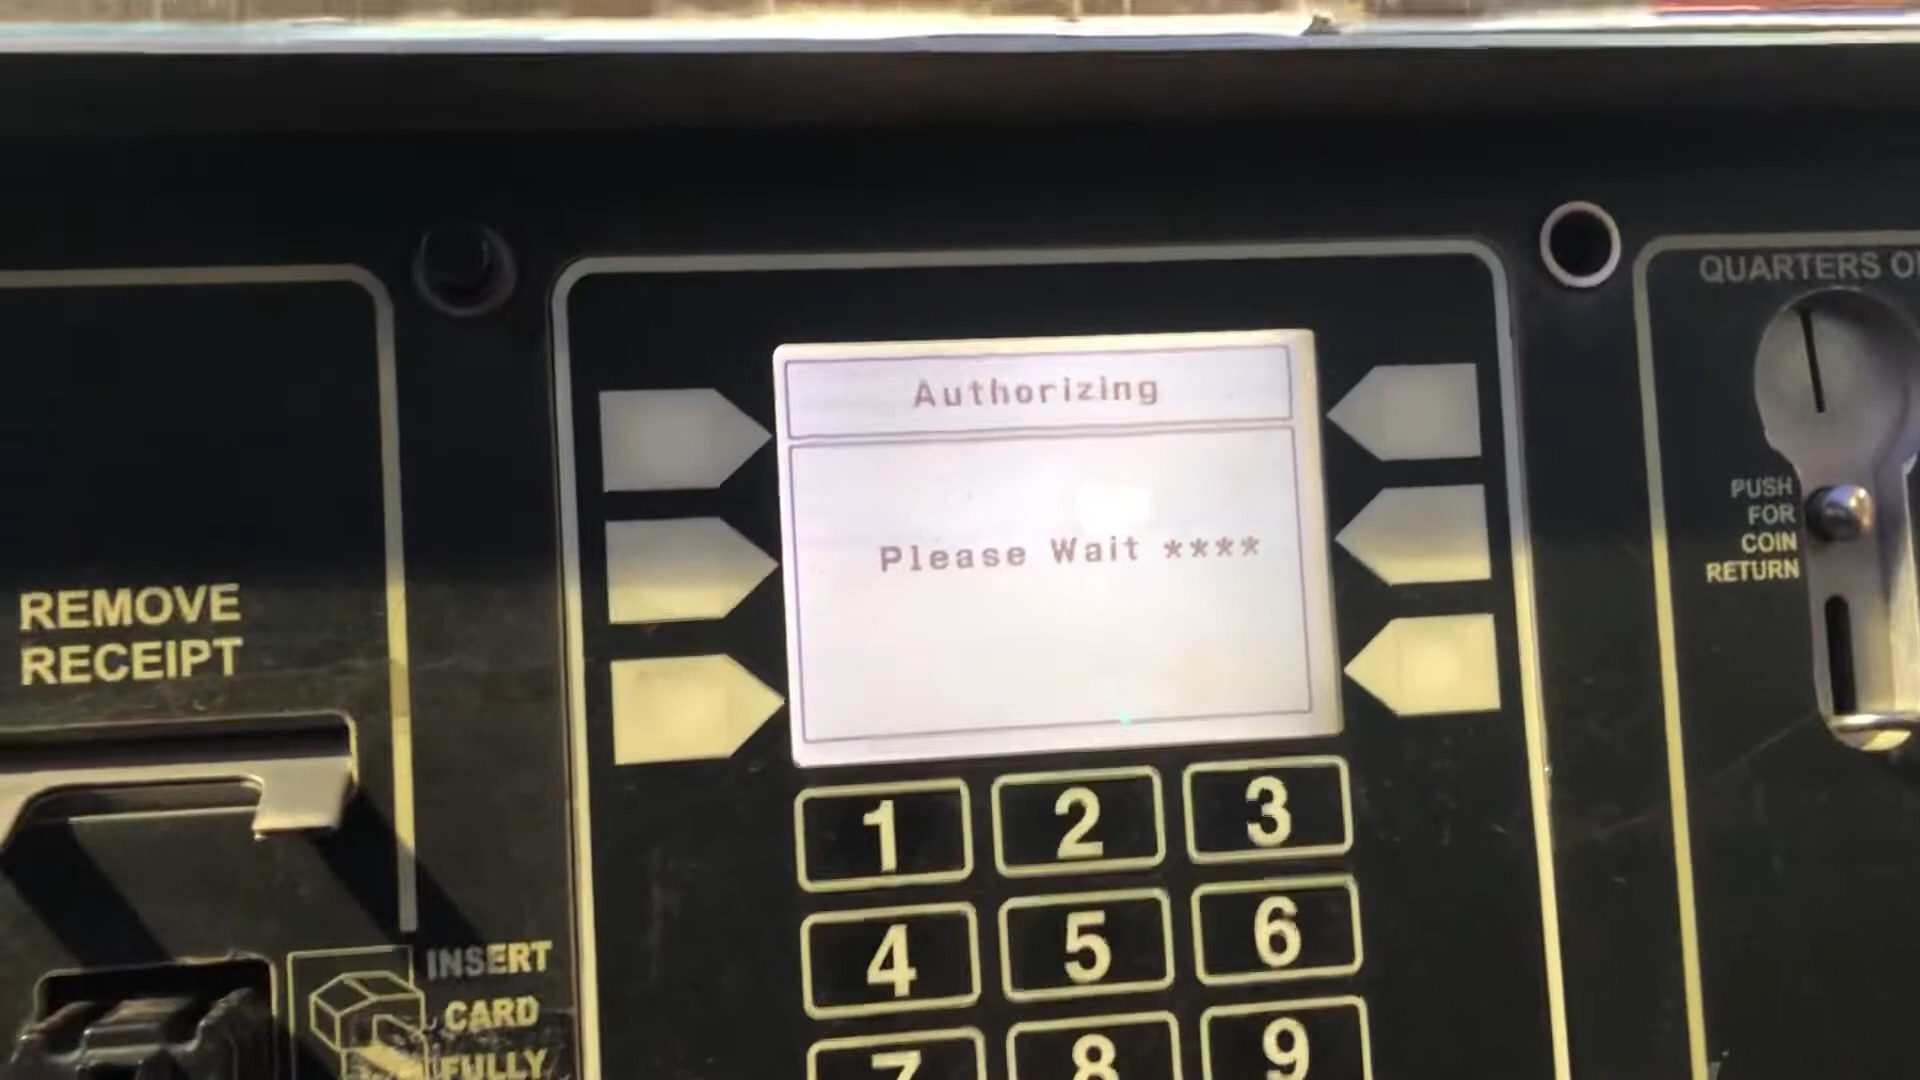 QUARTERS
Authorizing
Please Wait ****
PUSH
FOR
COIN
RETURN
REMOVE
RECEIPT
1 2 3
4 5 6
7 8 9
INSERT
CARD
FULLY